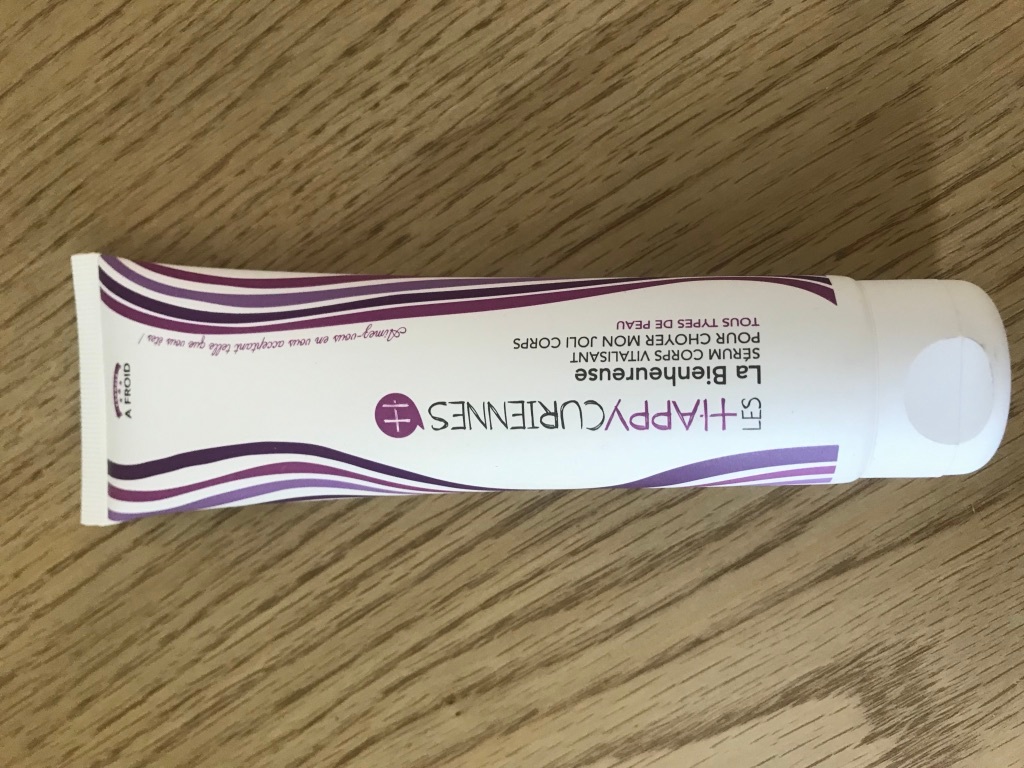 LES HAPPYCURIENNES H
La Bienheureuse
SÉRUM CORPS VITALISANT
POUR CHOYER MON JOLI CORPS
TOUS TYPES DE PEAU
Aimez-vous en vous acceptant telle que vous êtes !
A FROID